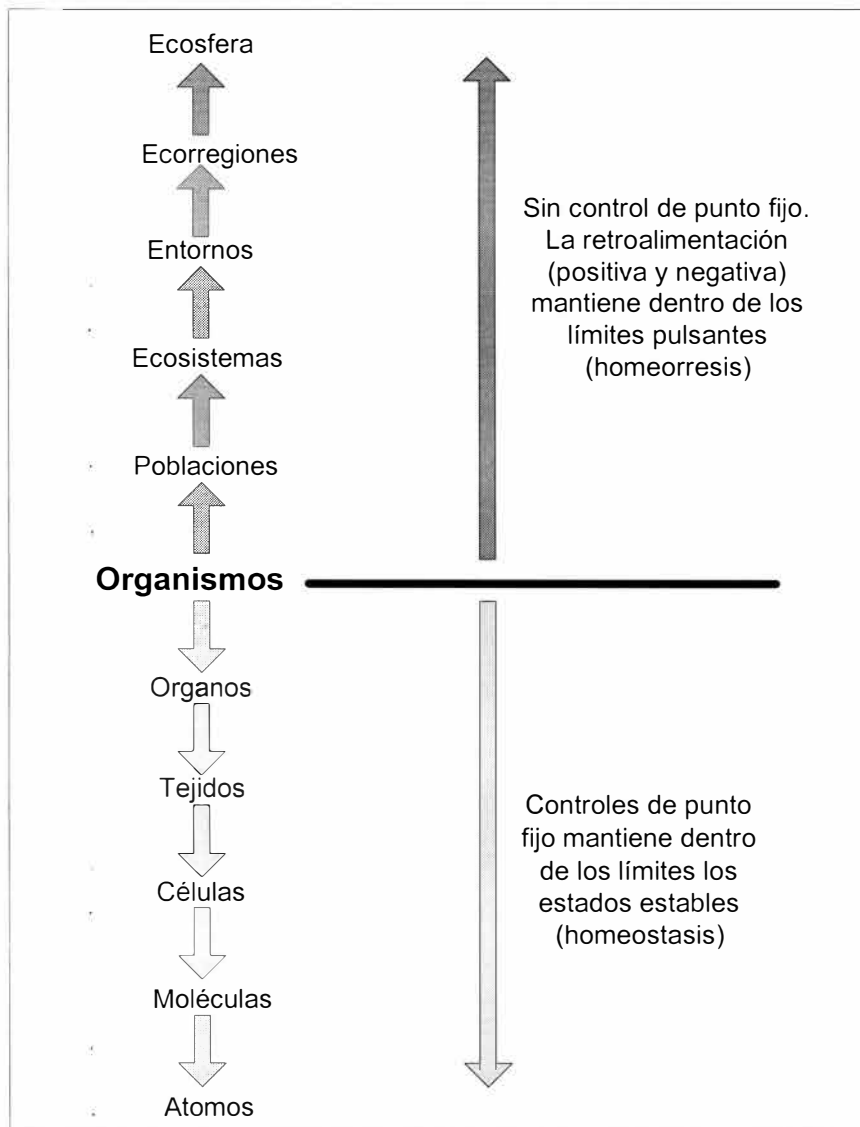 Ecosfera
Ecorregiones
Entornos
Ecosistemas
Poblaciones
Organismos
Organos
Tejidos
Células
Moléculas
Atomos
Sin control de punto fijo.
La retroalimentación
(positiva y negativa)
mantiene dentro de los
límites pulsantes
(homeorresis)
Controles de punto
fijo mantiene dentro
de los límites los
estados estables
(homeostasis)